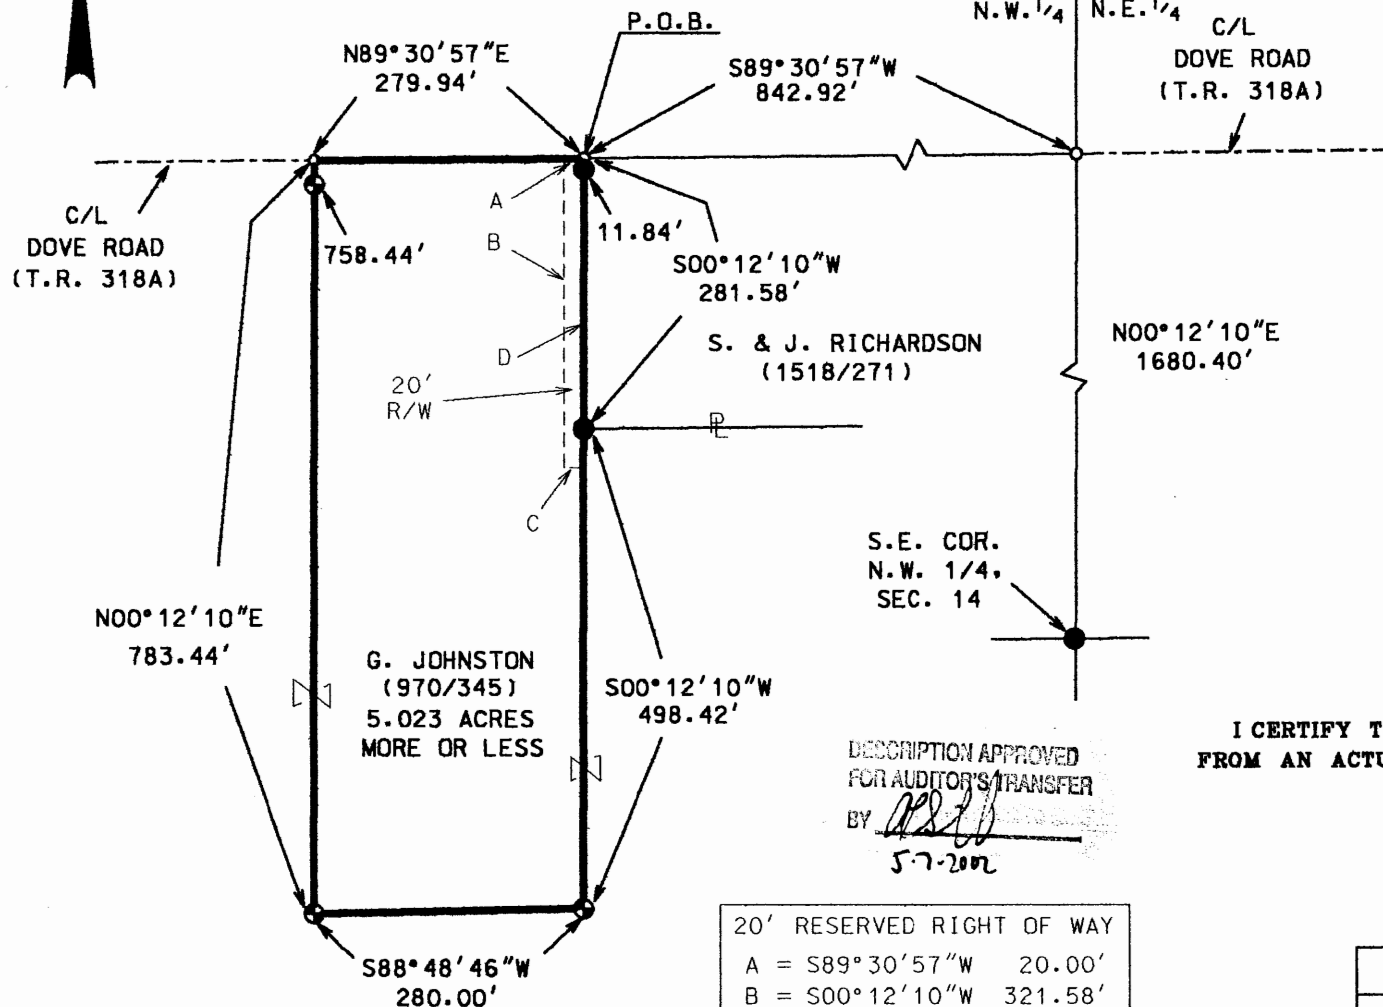 P.O.B.
N.W.1/4
N.E.1/4
C/L
DOVE ROAD
(T.R. 318A)
N89°30'57"E
279.94'
S89°30'57"W
842.92'
A
B
C/L
DOVE ROAD
(T.R. 318A)
758.44'
11.84'
S00°12'10"W
281.58'
S. & J. RICHARDSON
(1518/271)
N00°12'10"E
1680.40'
D
20'
R/W
PL
C
S.E. COR.
N.W. 1/4,
SEC. 14
N00°12'10"E
783.44'
G. JOHNSTON
(970/345)
5.023 ACRES
MORE OR LESS
S00°12'10"W
498.42'
I CERTIFY T
FROM AN ACTU
DESCRIPTION APPROVED
FOR AUDITOR'S TRANSFER
BY
5-7-2002
S88°48'46"W
280.00'
20' RESERVED RIGHT OF WAY
A = S89°30'57"W 20.00'
B = S00°12'10"W 321.58'